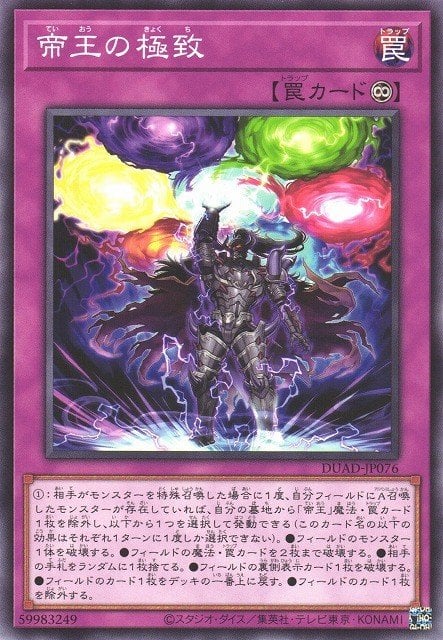 帝王の極致
罠
【罠カード】
DUAD-JP076
①:相手がモンスターを特殊召喚した場合に1度、自分フィールドにA召喚
したモンスターが存在していれば、自分の墓地から「帝王」魔法・罠カード
1枚を除外し、以下から1つを選択して発動できる(このカード名の以下の
効果はそれぞれ1ターンに1度しか選択できない)。●フィールドのモンスター
1体を破壊する。●フィールドの魔法・罠カードを2枚まで破壊する。●相手
の手札をランダムに1枚捨てる。●フィールドの裏側表示カード1枚を破壊する。
●フィールドのカード1枚をデッキの一番上に戻す。●フィールドのカード1枚
を除外する。
59983249
©スタジオ・ダイス/集英社・テレビ東京・KONAMI